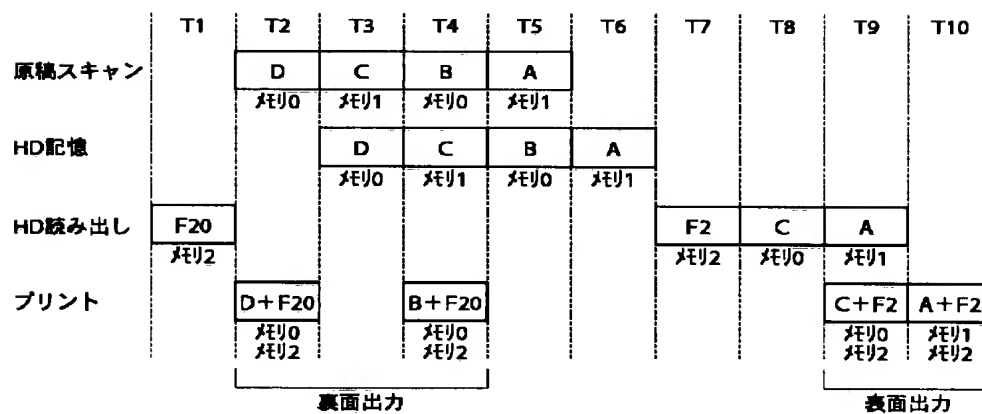 T1 T2 T3 T4 T5 T6 T7 T8 T9 T10
原稿スキャン D C B A
メモリ0 メモリ1 メモリ0 メモリ1
HD記憶 D C B A
メモリ0 メモリ1 メモリ0 メモリ1
HD読み出し F20 F2 C A
メモリ2 メモリ2 メモリ0 メモリ1
プリント D+F20 B+F20 C+F2 A+F2
メモリ0 メモリ0 メモリ0 メモリ1
メモリ2 メモリ2 メモリ2 メモリ2
裏面出力 表面出力